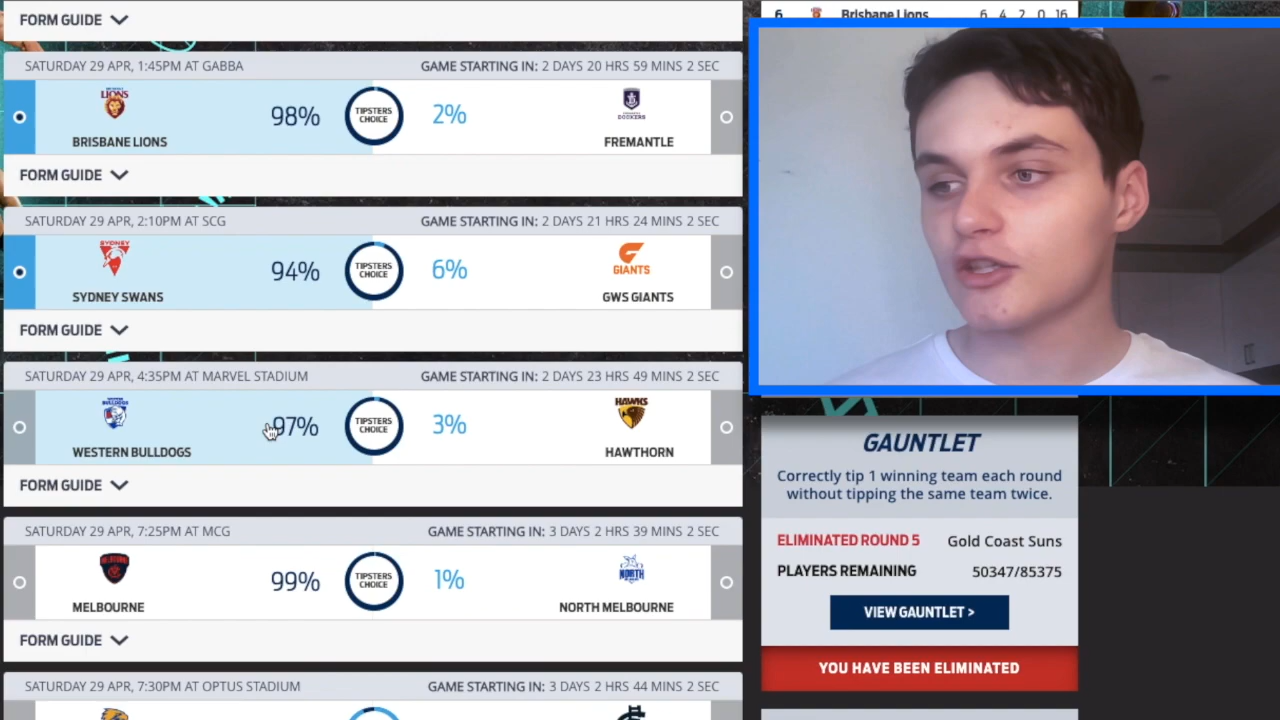 FORM GUIDE
6 Brisbane Lions 6 4 2 0 16
SATURDAY 29 APR, 1:45PM AT GABBA GAME STARTING IN: 2 DAYS 20 HRS 59 MINS 2 SEC
LIONS
98% TIPSTERS CHOICE 2%
DOCKERS
BRISBANE LIONS FREMANTLE
FORM GUIDE
SATURDAY 29 APR, 2:10PM AT SCG GAME STARTING IN: 2 DAYS 21 HRS 24 MINS 2 SEC
SYDNEY
94% TIPSTERS CHOICE 6%
GIANTS
SYDNEY SWANS GWS GIANTS
FORM GUIDE
SATURDAY 29 APR, 4:35PM AT MARVEL STADIUM GAME STARTING IN: 2 DAYS 23 HRS 49 MINS 2 SEC
HAWKS
97% TIPSTERS CHOICE 3%
WESTERN BULLDOGS HAWTHORN
FORM GUIDE
SATURDAY 29 APR, 7:25PM AT MCG GAME STARTING IN: 3 DAYS 2 HRS 39 MINS 2 SEC
NORTH
99% TIPSTERS CHOICE 1%
MELBOURNE NORTH MELBOURNE
FORM GUIDE
SATURDAY 29 APR, 7:30PM AT OPTUS STADIUM GAME STARTING IN: 3 DAYS 2 HRS 44 MINS 2 SEC
GAUNTLET
Correctly tip 1 winning team each round
without tipping the same team twice.
ELIMINATED ROUND 5 Gold Coast Suns
PLAYERS REMAINING 50347/85375
VIEW GAUNTLET >
YOU HAVE BEEN ELIMINATED